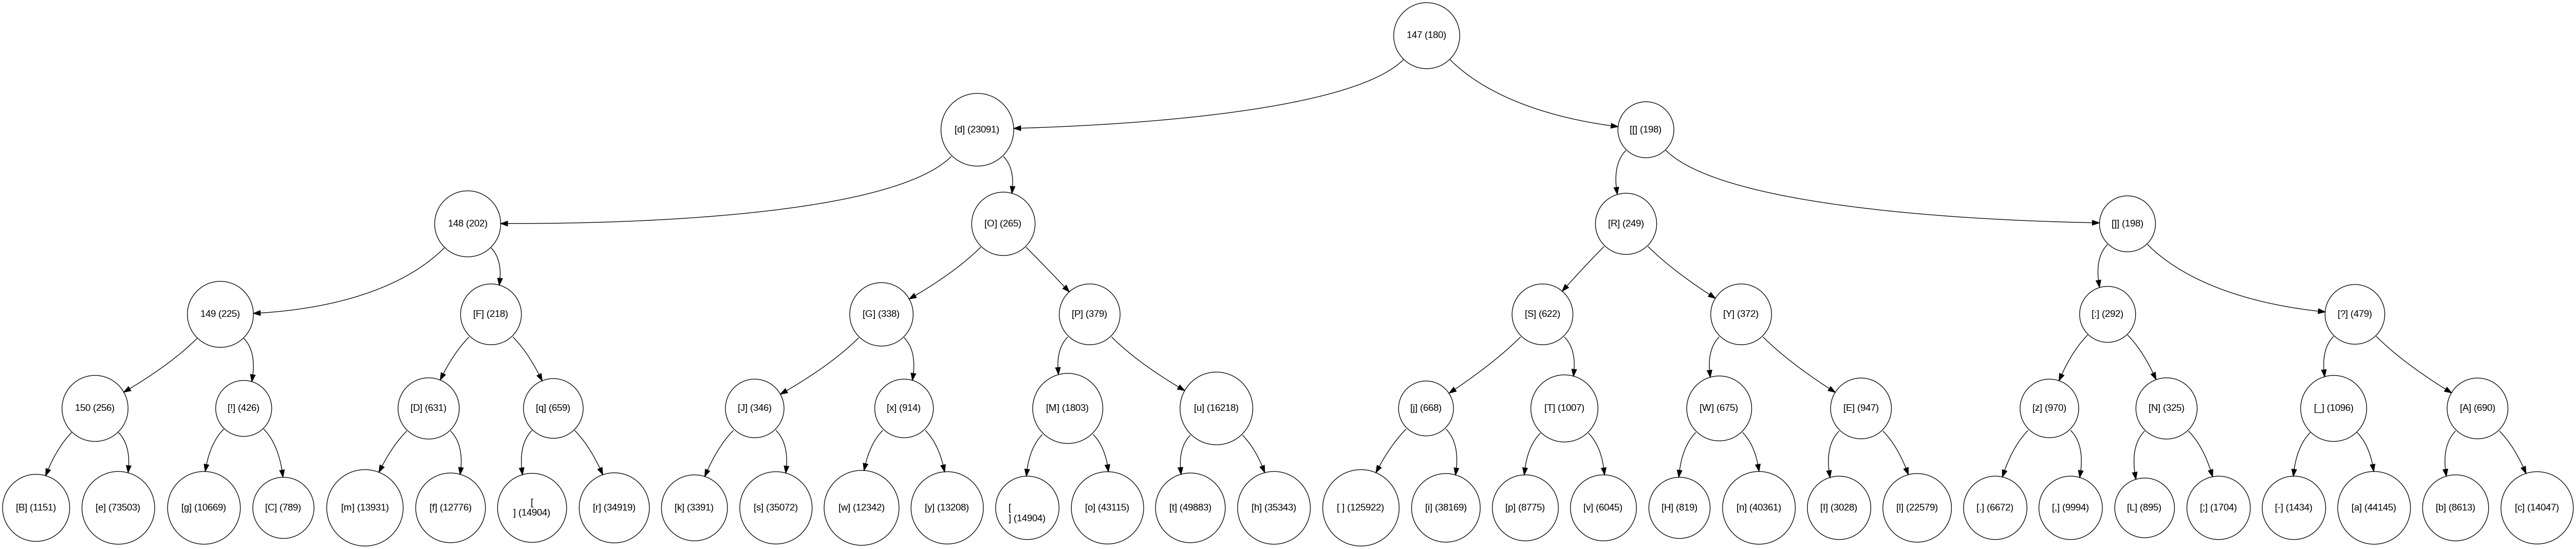 147 (180)
[d] (23091)
[[] (198)
148 (202)
[O] (265)
[R] (249)
[]] (198)
149 (225)
[F] (218)
[G] (338)
[P] (379)
[S] (622)
[Y] (372)
[:] (292)
[?] (479)
150 (256)
[!] (426)
[D] (631)
[q] (659)
[J] (346)
[x] (914)
[M] (1803)
[u] (16218)
[j] (668)
[T] (1007)
[W] (675)
[E] (947)
[z] (970)
[N] (325)
[_] (1096)
[A] (690)
[B] (1151)
[e] (73503)
[g] (10669)
[C] (789)
[m] (13931)
[f] (12776)
[
] (14904)
[r] (34919)
[k] (3391)
[s] (35072)
[w] (12342)
[y] (13208)
[
] (14904)
[o] (43115)
[t] (49883)
[h] (35343)
[ ] (125922)
[i] (38169)
[p] (8775)
[v] (6045)
[H] (819)
[n] (40361)
[I] (3028)
[l] (22579)
[.] (6672)
[,] (9994)
[L] (895)
[;] (1704)
[-] (1434)
[a] (44145)
[b] (8613)
[c] (14047)